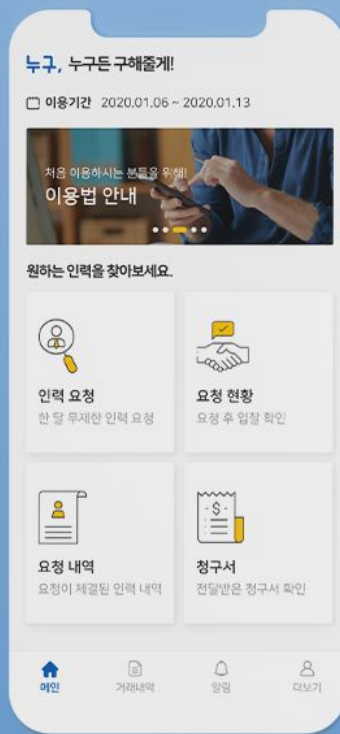 누구, 누구든 구해줄게!
이용기간 2020.01.06 ~ 2020.01.13
처음 이용하시는 분들을 위해!
이용법 안내
원하는 인력을 찾아보세요.
인력 요청
한 달 무제한 인력 요청
요청 현황
요청 후 입찰 확인
- $ -
요청 내역
요청이 체결된 인력 내역
청구서
전달받은 청구서 확인
메인
거래내역
알림
더보기